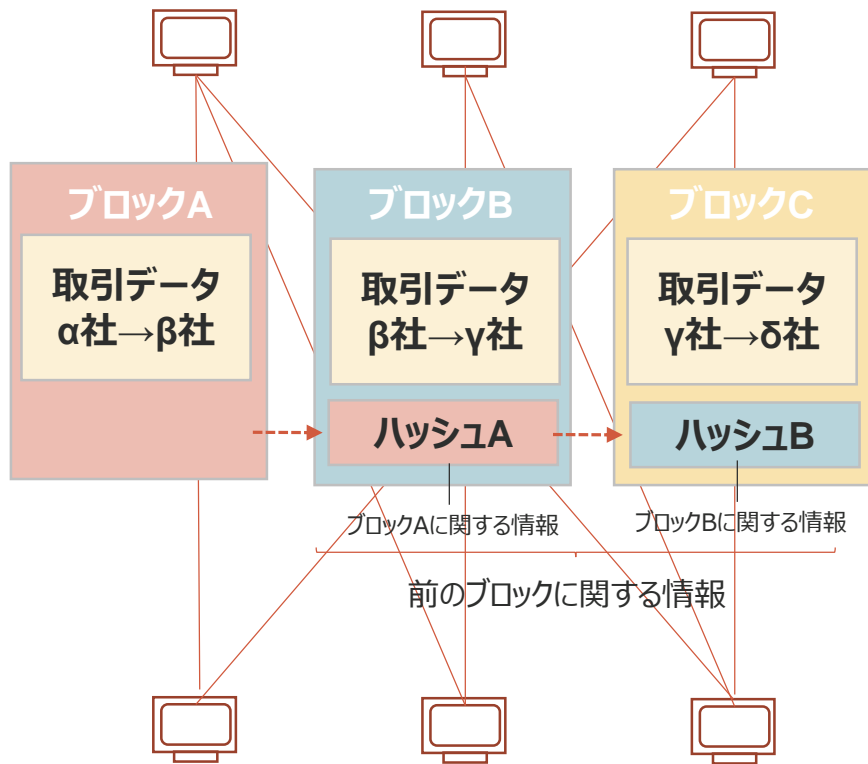 ブロックA
取引データ
α社→β社
ブロックB
取引データ
β社→γ社
ハッシュA
ブロックC
取引データ
γ社→δ社
ハッシュB
ブロックAに関する情報
ブロックBに関する情報
前のブロックに関する情報